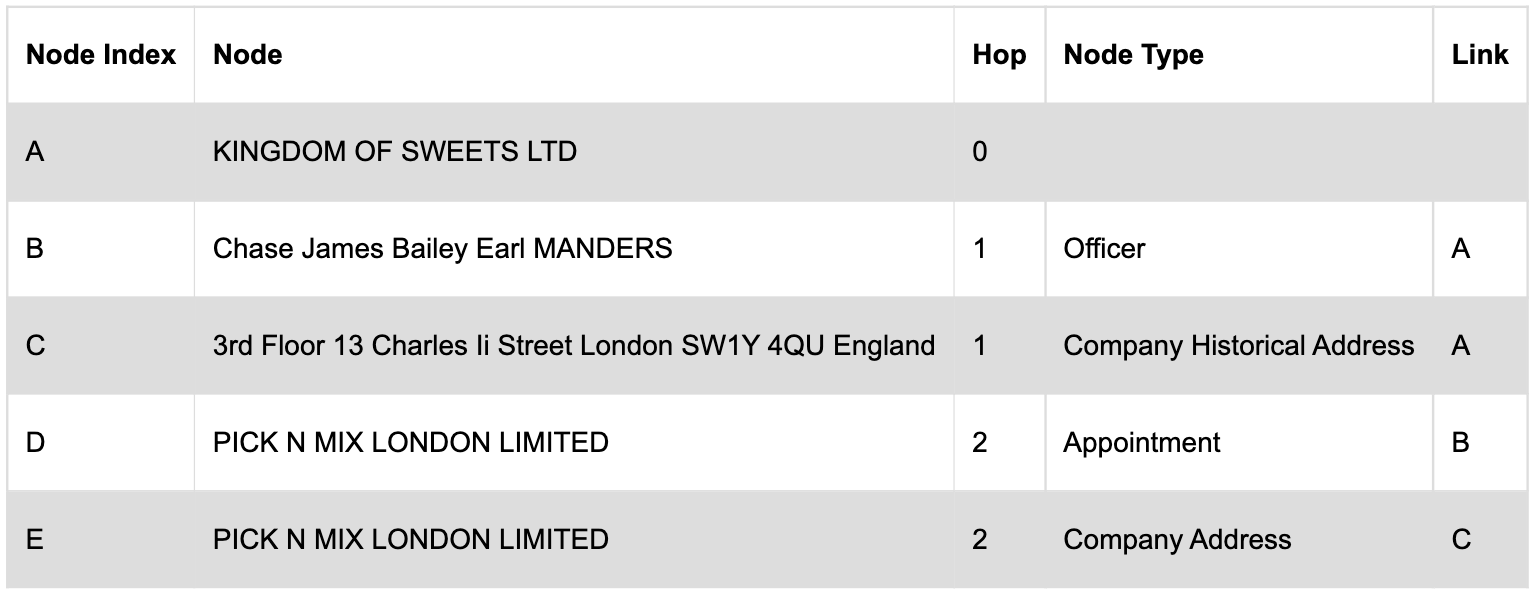 Node Index Node Hop Node Type Link
A KINGDOM OF SWEETS LTD 0
B Chase James Bailey Earl MANDERS 1 Officer A
C 3rd Floor 13 Charles Ii Street London SW1Y 4QU England 1 Company Historical Address A
D PICK N MIX LONDON LIMITED 2 Appointment B
E PICK N MIX LONDON LIMITED 2 Company Address C